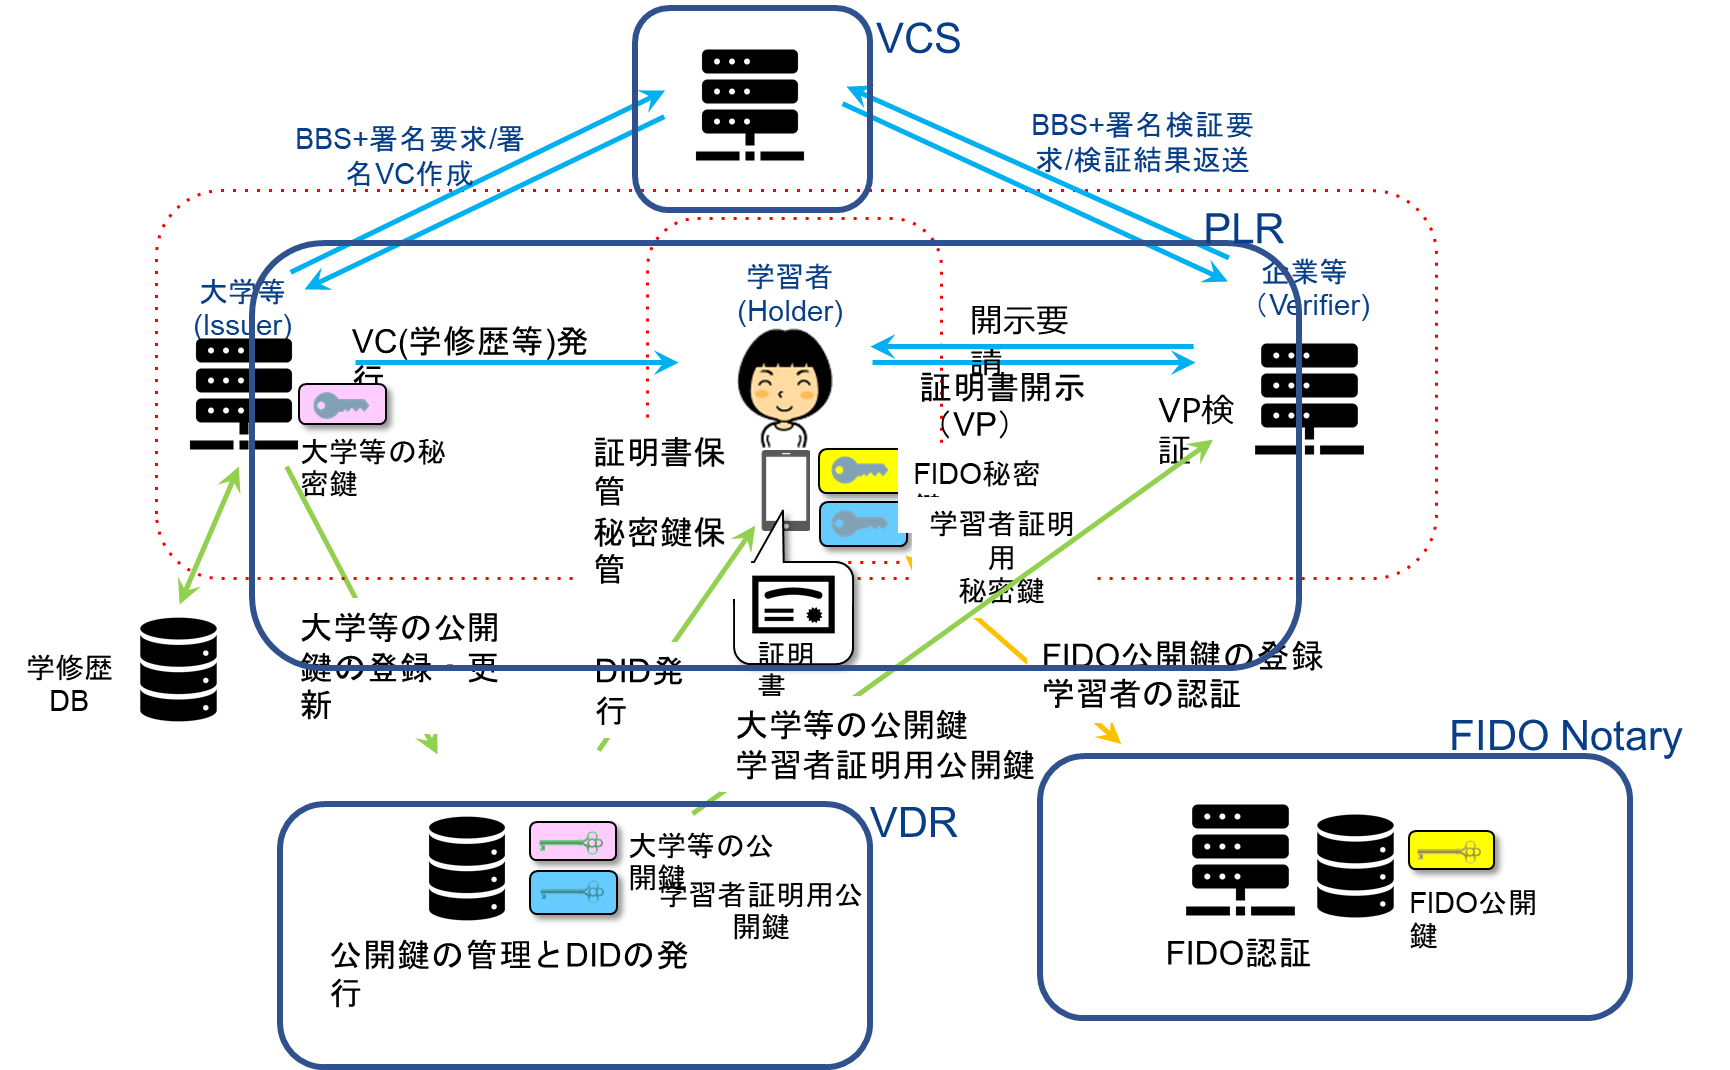 VCS
BBS+署名要求/署
名VC作成
BBS+署名検証要
求/検証結果返送
PLR
大学等
(Issuer)
学習者
(Holder)
企業等
（Verifier)
VC(学修歴等)発
行
開示要
請
証明書開示
（VP）
VP検
証
大学等の秘
密鍵
証明書保
管
秘密鍵保
管
FIDO秘密
学習者証明
用
秘密鍵
証明
書
学修歴
DB
大学等の公開
鍵の登録・更
新
DID発
行
大学等の公開鍵
学習者証明用公開鍵
FIDO公開鍵の登録
学習者の認証
FIDO Notary
VDR
大学等の公
開鍵
学習者証明用公
開鍵
公開鍵の管理とDIDの発
行
FIDO公開
鍵
FIDO認証